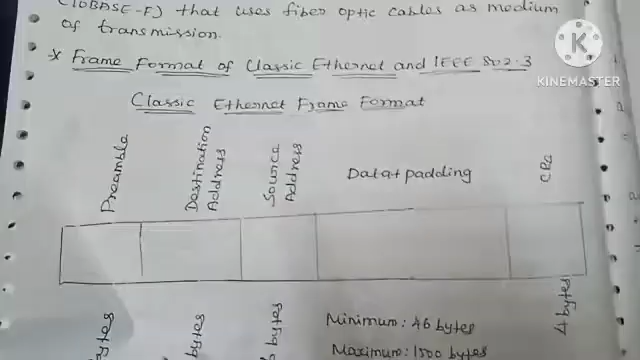 (10BASE-F) that uses fiber optic cables as medium
of transmission.
* Frame Format of Classic Ethernet and IEEE 802.3
Classic Ethernet Frame Format
Preamble
Destination
Address
Source
Address
Data+padding
CRC
bytes
bytes
bytes
4 bytes
Minimum: 46 bytes
Maximum: 1500 bytes
KINEMASTER